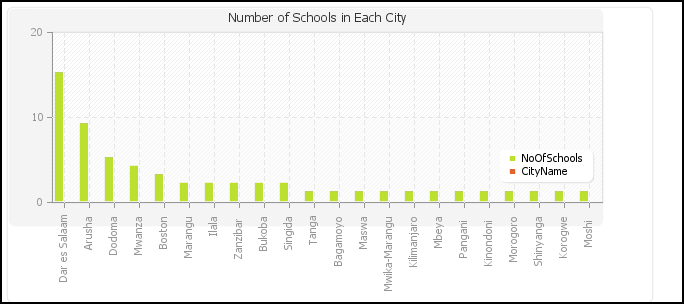 Number of Schools in Each City
20
10
0
NoOfSchools
CityName
Dar es Salaam
Arusha
Dodoma
Mwanza
Boston
Marangu
Ilala
Zanzibar
Bukoba
Singida
Tanga
Bagamoyo
Maswa
Mwika-Marangu
Kilimanjaro
Mbeya
Pangani
Kinondoni
Morogoro
Shinyanga
Korogwe
Moshi